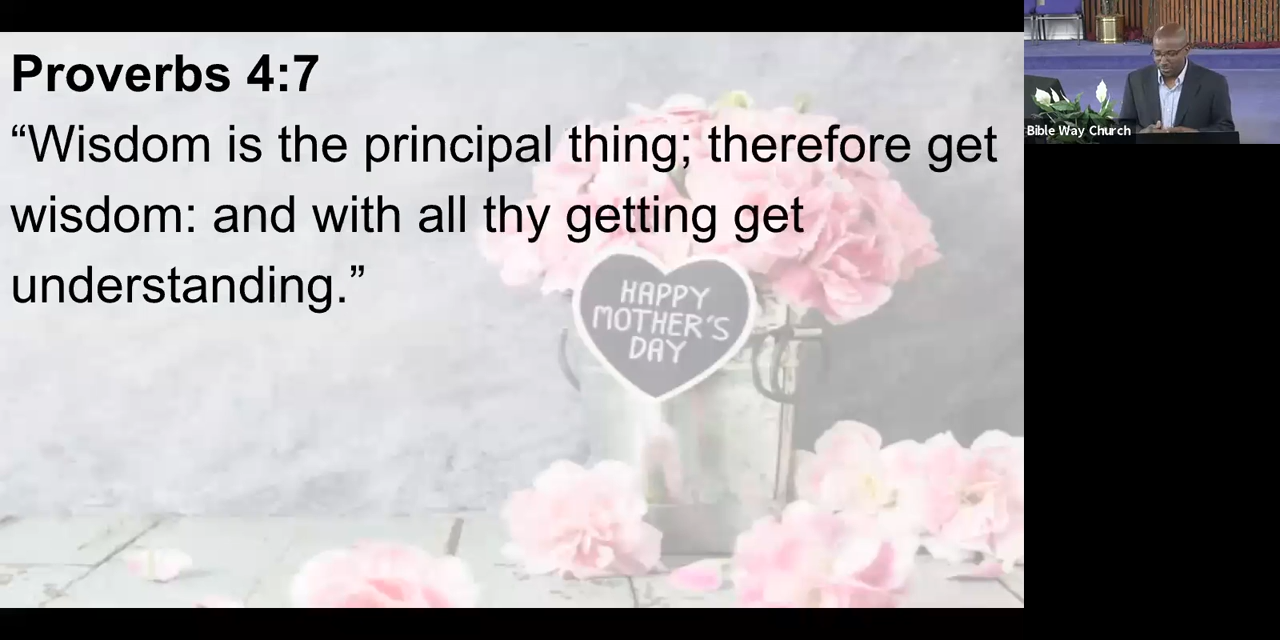 Proverbs 4:7
“Wisdom is the principal thing; therefore get
wisdom: and with all thy getting get
understanding.”
HAPPY
MOTHER'S
DAY
Bible Way Church